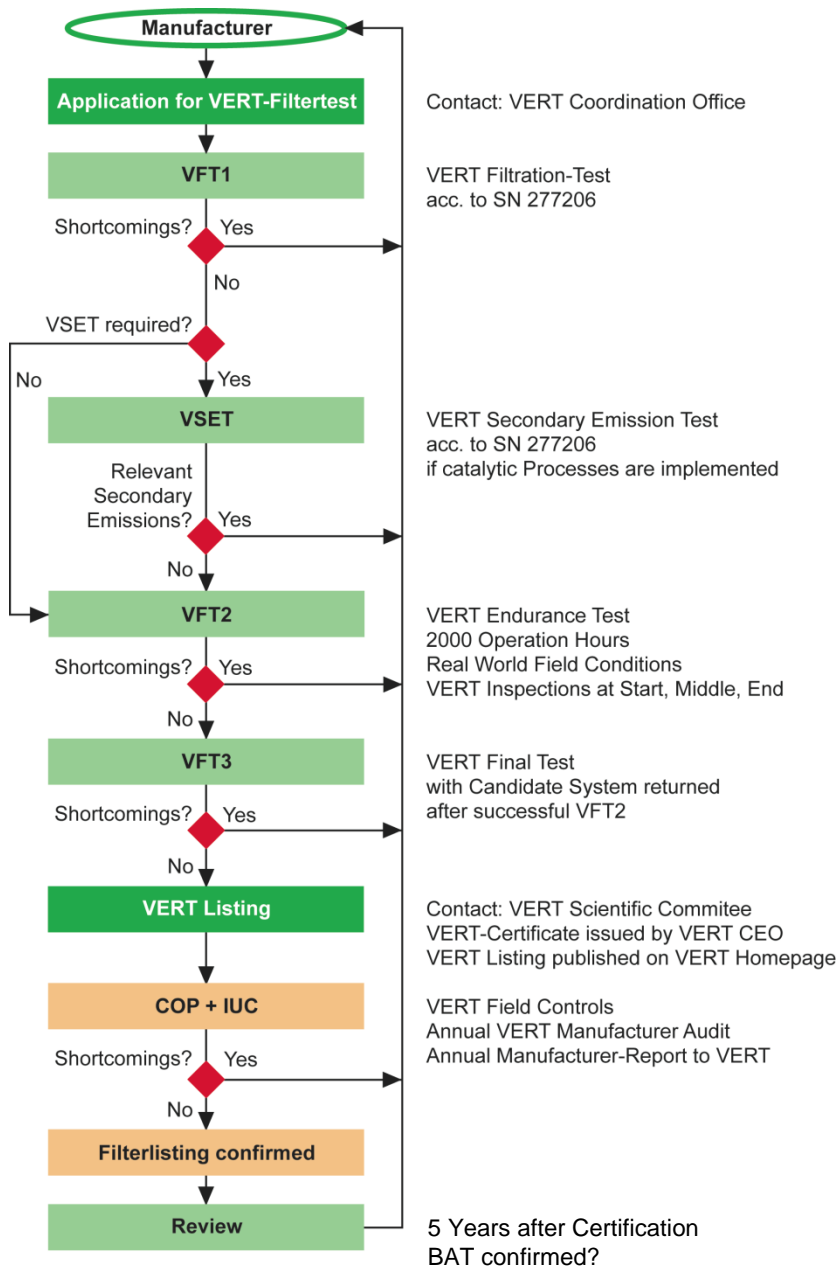 Manufacturer
Application for VERT-Filtertest
Contact: VERT Coordination Office
VFT1
VERT Filtration-Test
acc. to SN 277206
Shortcomings?
Yes
No
VSET required?
No
Yes
VSET
VERT Secondary Emission Test
acc. to SN 277206
if catalytic Processes are implemented
Relevant
Secondary
Emissions?
Yes
No
VFT2
VERT Endurance Test
2000 Operation Hours
Real World Field Conditions
VERT Inspections at Start, Middle, End
Shortcomings?
Yes
No
VFT3
VERT Final Test
with Candidate System returned
after successful VFT2
Shortcomings?
Yes
No
VERT Listing
Contact: VERT Scientific Commitee
VERT-Certificate issued by VERT CEO
VERT Listing published on VERT Homepage
COP + IUC
VERT Field Controls
Annual VERT Manufacturer Audit
Annual Manufacturer-Report to VERT
Shortcomings?
Yes
No
Filterlisting confirmed
Review
5 Years after Certification
BAT confirmed?